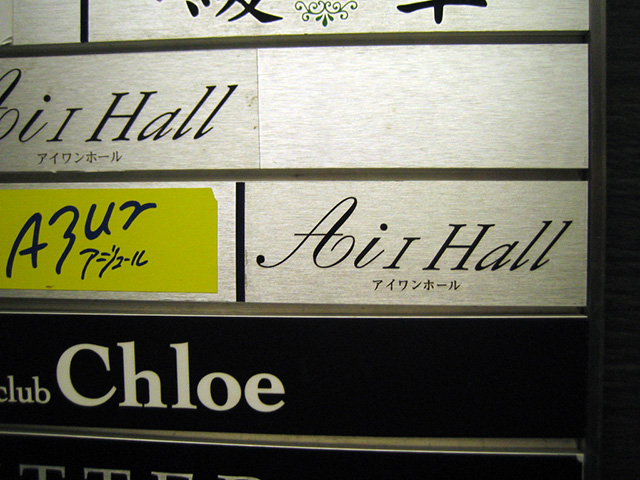 Ai1 Hall
アイワンホール
Azur
アジュール
Ai1 Hall
アイワンホール
club Chloe